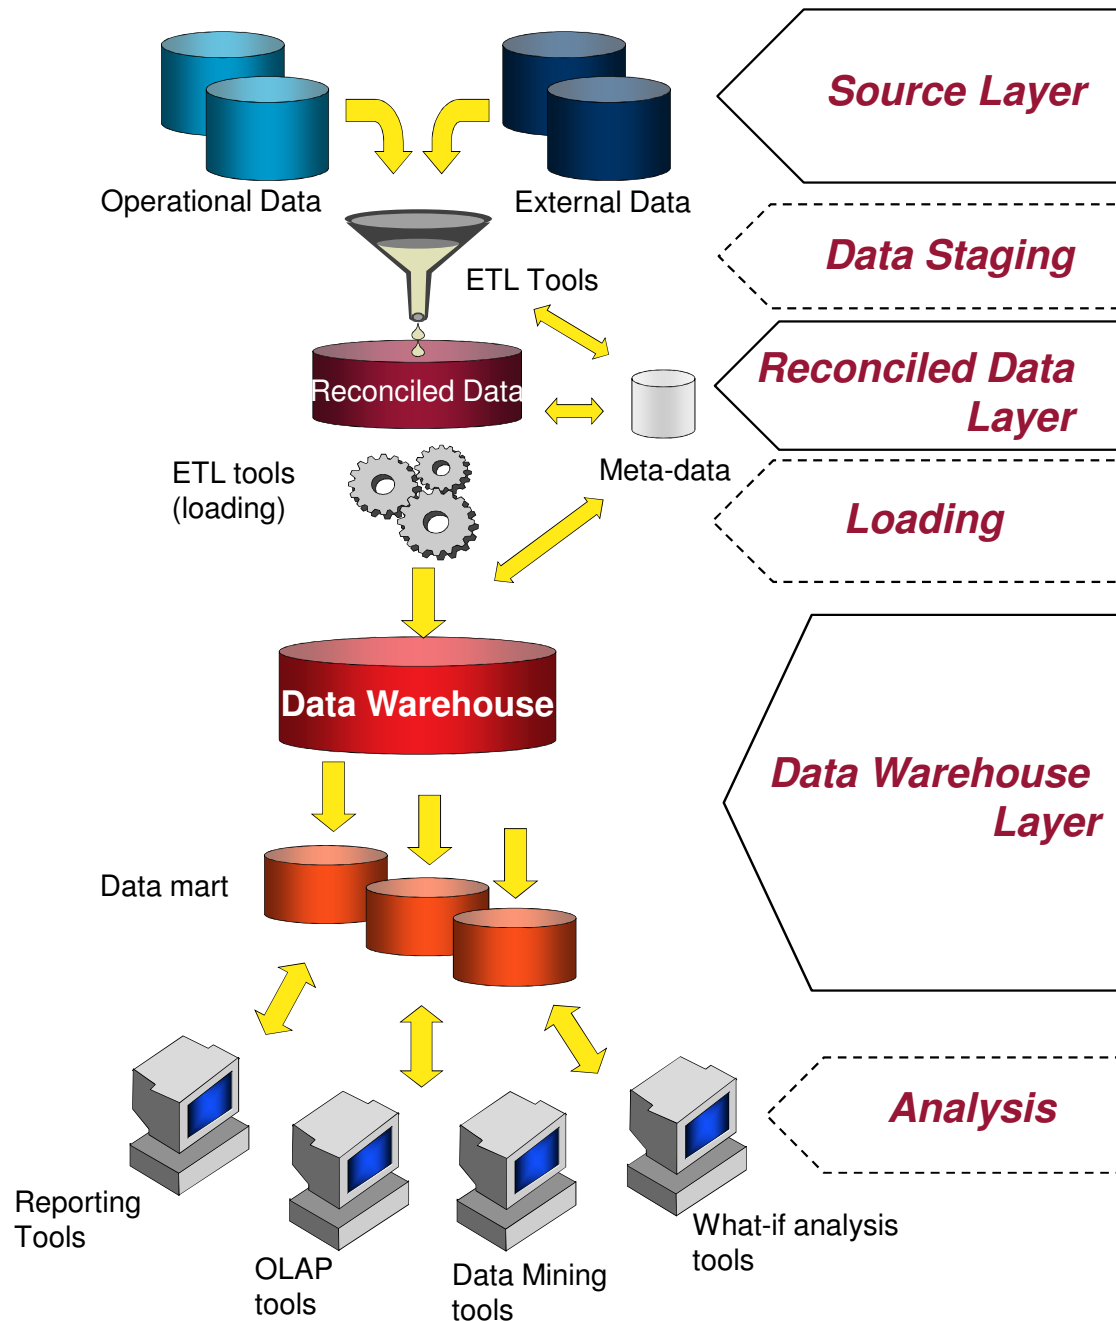 Source Layer
Operational Data
External Data
Data Staging
ETL Tools
Reconciled Data
Reconciled Data
Layer
ETL tools
(loading)
Meta-data
Loading
Data Warehouse
Data Warehouse
Layer
Data mart
Analysis
Reporting
Tools
OLAP
tools
Data Mining
tools
What-if analysis
tools